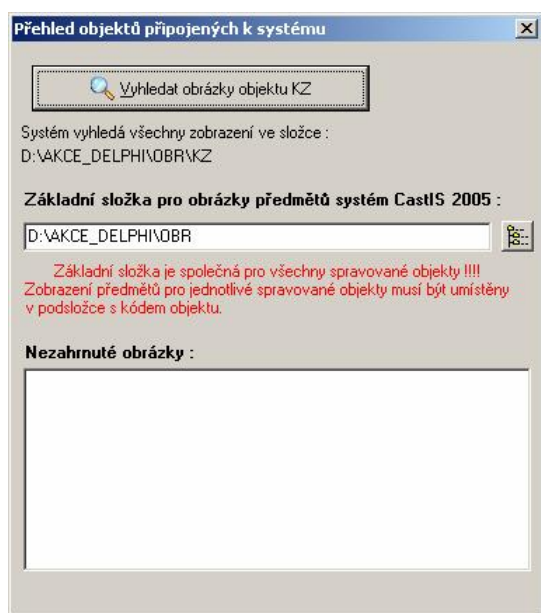 Přehled objektů připojených k systému
Vyhledat obrázky objektu KZ
Systém vyhledá všechny zobrazení ve složce :
D:\AKCE_DELPHI\OBR\KZ
Základní složka pro obrázky předmětů systém CastIS 2005 :
D:\AKCE_DELPHI\OBR
Základní složka je společná pro všechny spravované objekty !!!!
Zobrazení předmětů pro jednotlivé spravované objekty musí být umístěny
v podsložce s kódem objektu.
Nezahrnuté obrázky :